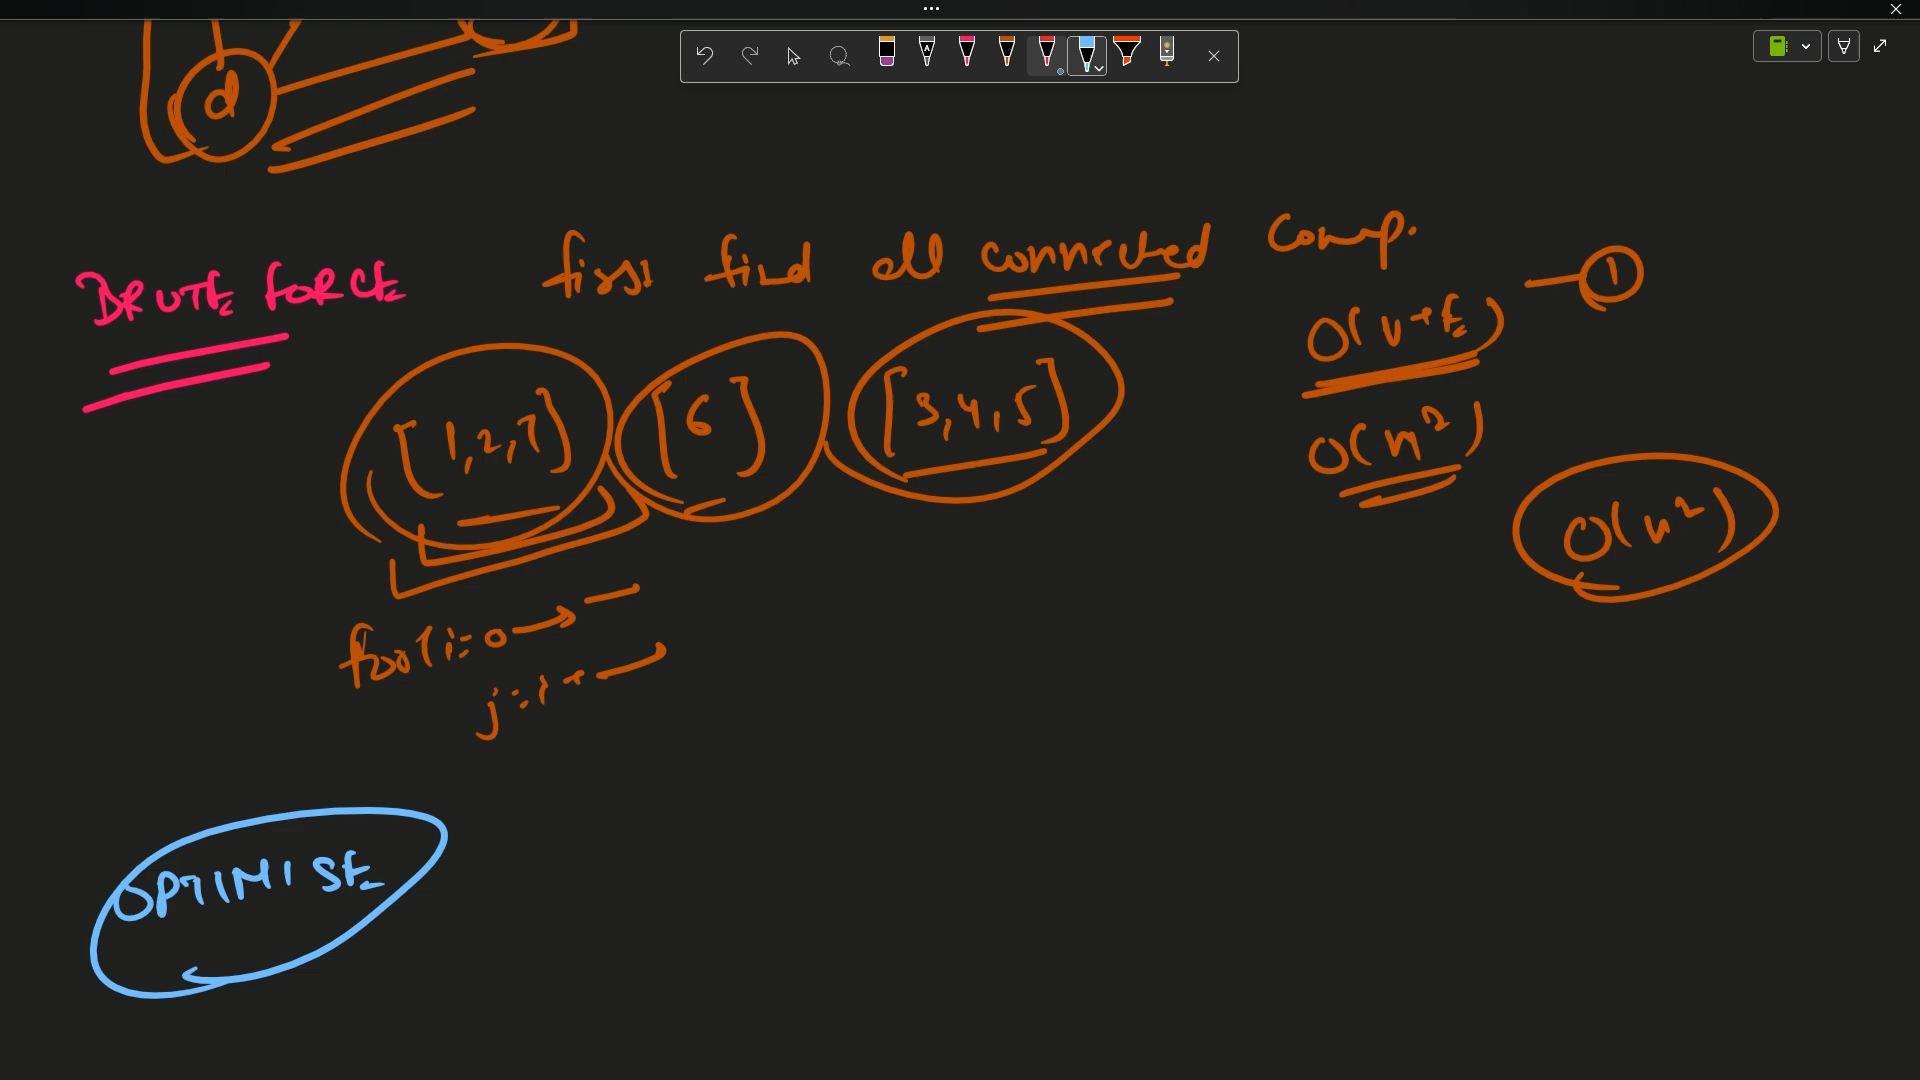 d
BRUTE FORCE
first find all connected comp.
1
O(V+E)
[1,2,7] [6] [3,4,5]
O(n²)
O(n²)
for(i=0→
j=i+
OPTIMISE